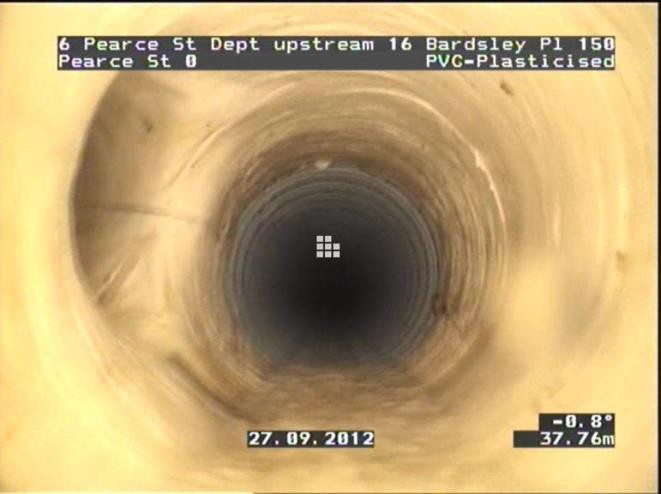 6 Pearce St Dept upstream 16 Bardsley Pl 150
Pearce St 0 PVC-Plasticised
-0.8°
27.09.2012 37.76m